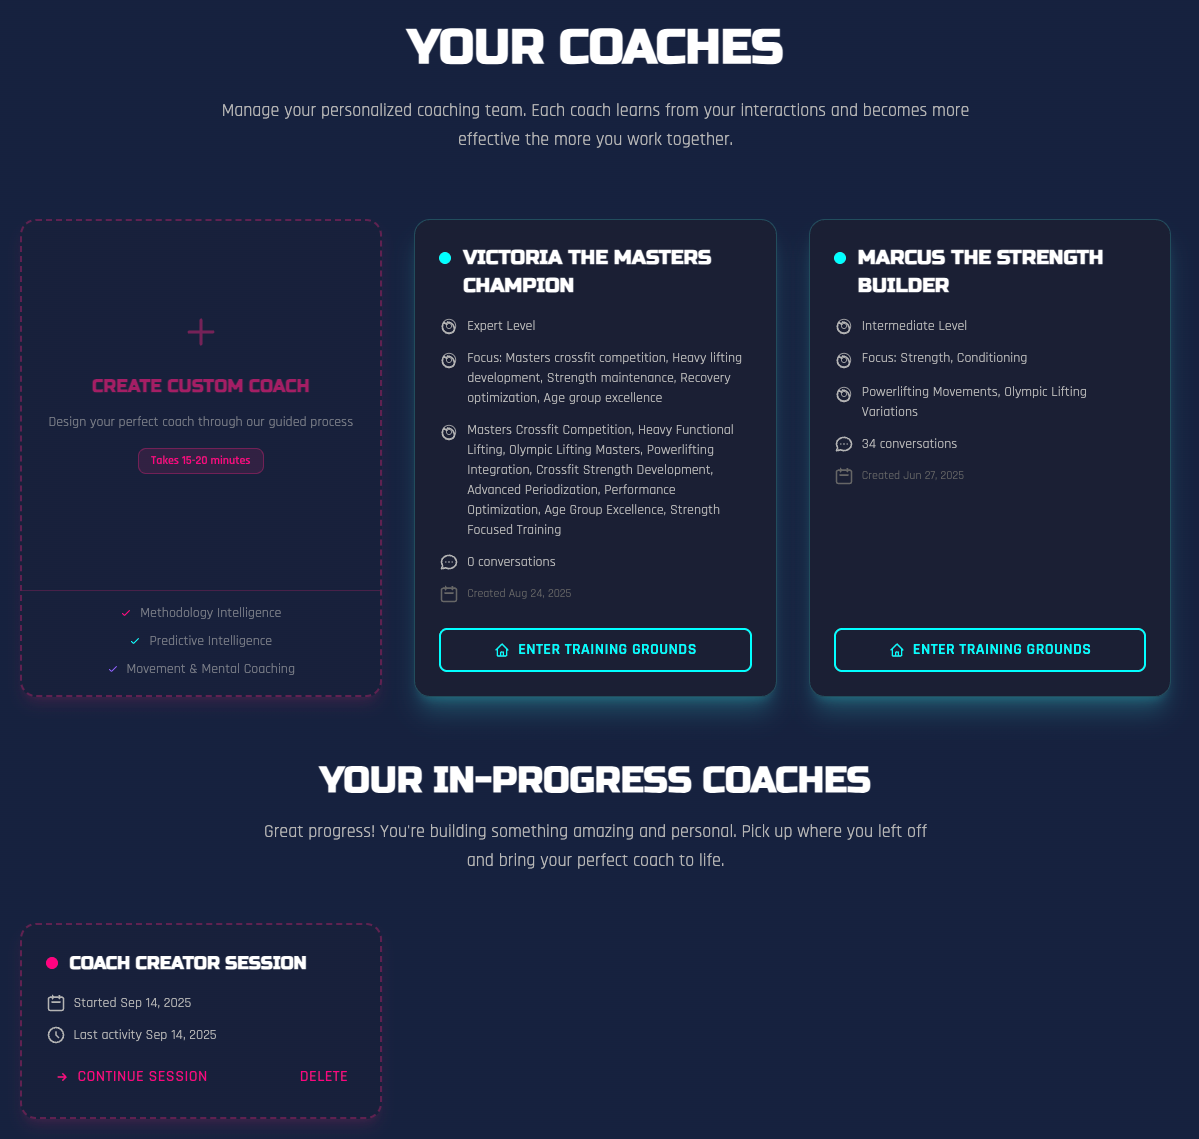 YOUR COACHES
Manage your personalized coaching team. Each coach learns from your interactions and becomes more
effective the more you work together.
CREATE CUSTOM COACH
Design your perfect coach through our guided process
Takes 15-20 minutes
Methodology Intelligence
Predictive Intelligence
Movement & Mental Coaching
VICTORIA THE MASTERS
CHAMPION
Expert Level
Focus: Masters crossfit competition, Heavy lifting
development, Strength maintenance, Recovery
optimization, Age group excellence
Masters Crossfit Competition, Heavy Functional
Lifting, Olympic Lifting Masters, Powerlifting
Integration, Crossfit Strength Development,
Advanced Periodization, Performance
Optimization, Age Group Excellence, Strength
Focused Training
0 conversations
Created Aug 24, 2025
ENTER TRAINING GROUNDS
MARCUS THE STRENGTH
BUILDER
Intermediate Level
Focus: Strength, Conditioning
Powerlifting Movements, Olympic Lifting
Variations
34 conversations
Created Jun 27, 2025
ENTER TRAINING GROUNDS
YOUR IN-PROGRESS COACHES
Great progress! You're building something amazing and personal. Pick up where you left off
and bring your perfect coach to life.
COACH CREATOR SESSION
Started Sep 14, 2025
Last activity Sep 14, 2025
CONTINUE SESSION
DELETE